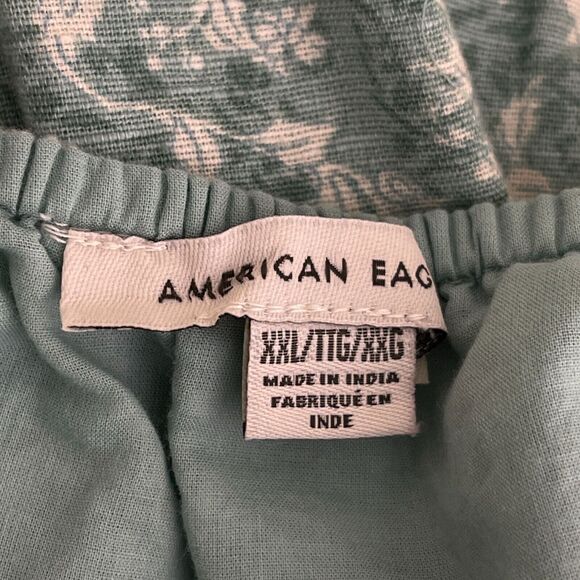 AMERICAN EAG
XXL/TTG/XXG
MADE IN INDIA
FABRIQUÉ EN
INDE